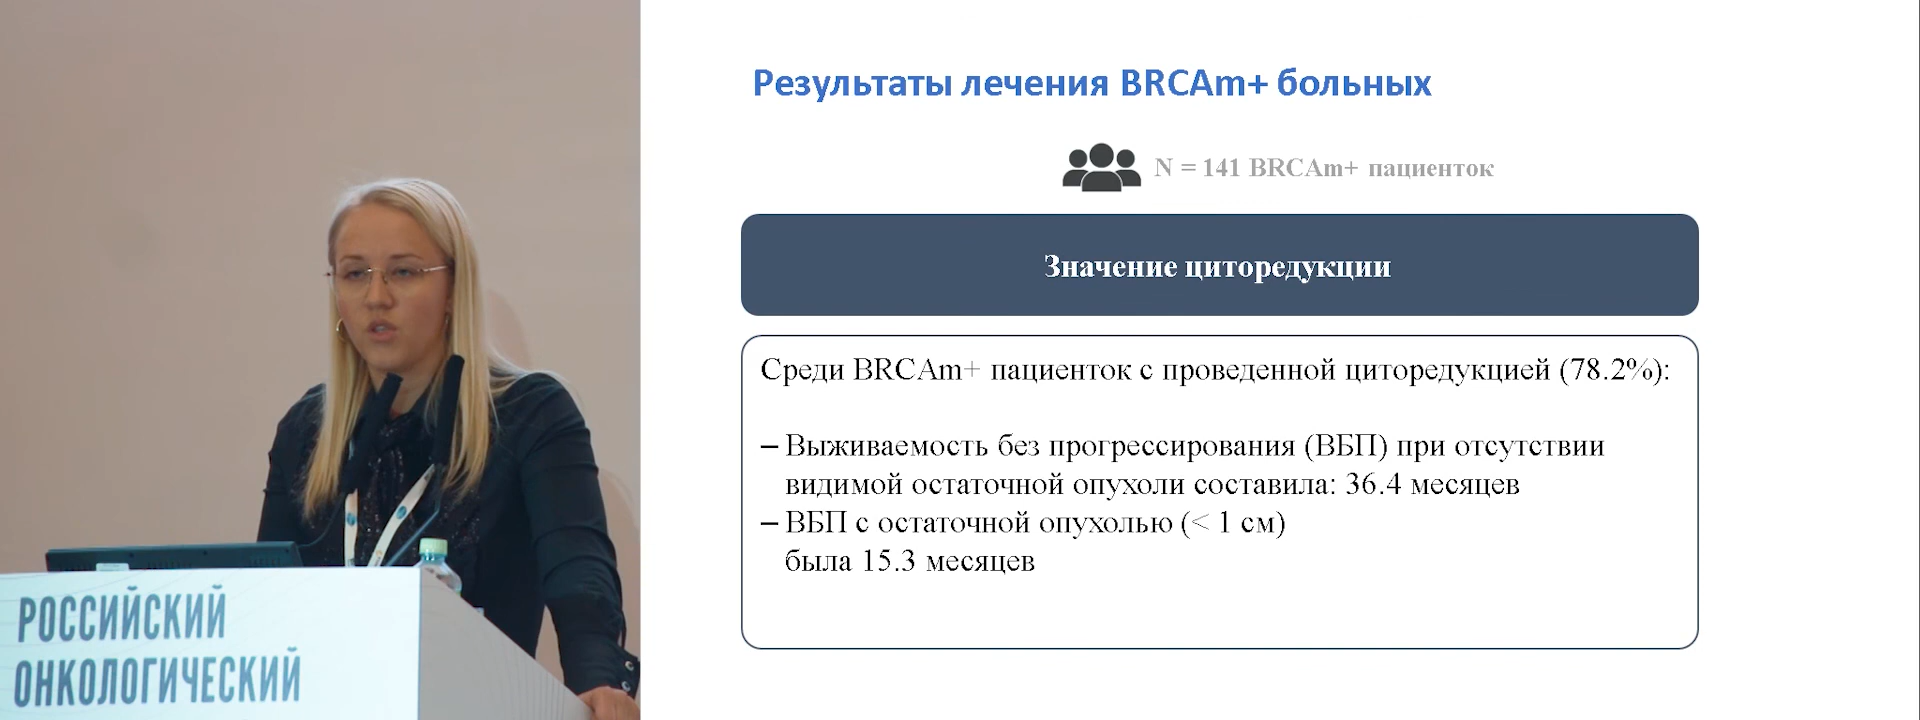 РОССИЙСКИЙ
ОНКОЛОГИЧЕСКИЙ
Результаты лечения BRCAm+ больных
N = 141 BRCAm+ пациенток
Значение циторедукции
Среди BRCAm+ пациенток с проведенной циторедукцией (78.2%):
– Выживаемость без прогрессирования (ВБП) при отсутствии
видимой остаточной опухоли составила: 36.4 месяцев
– ВБП с остаточной опухолью (< 1 см)
была 15.3 месяцев